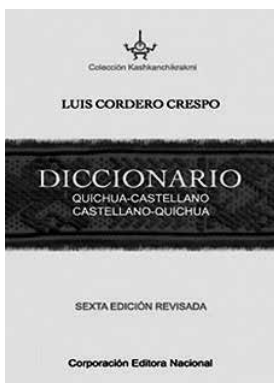 Colección Kashkanchikrakmi
LUIS CORDERO CRESPO
DICCIONARIO
QUICHUA-CASTELLANO
CASTELLANO-QUICHUA
SEXTA EDICIÓN REVISADA
Corporación Editora Nacional